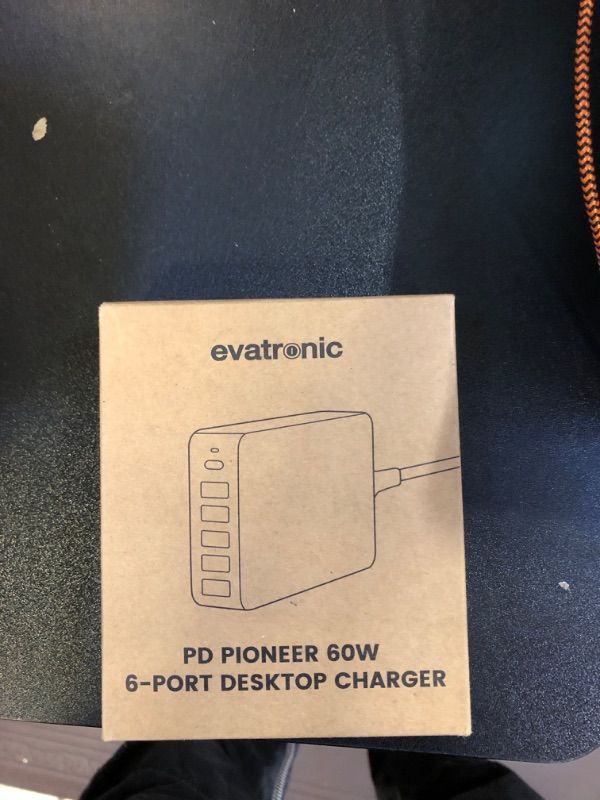 evatronic
PD PIONEER 60W
6-PORT DESKTOP CHARGER